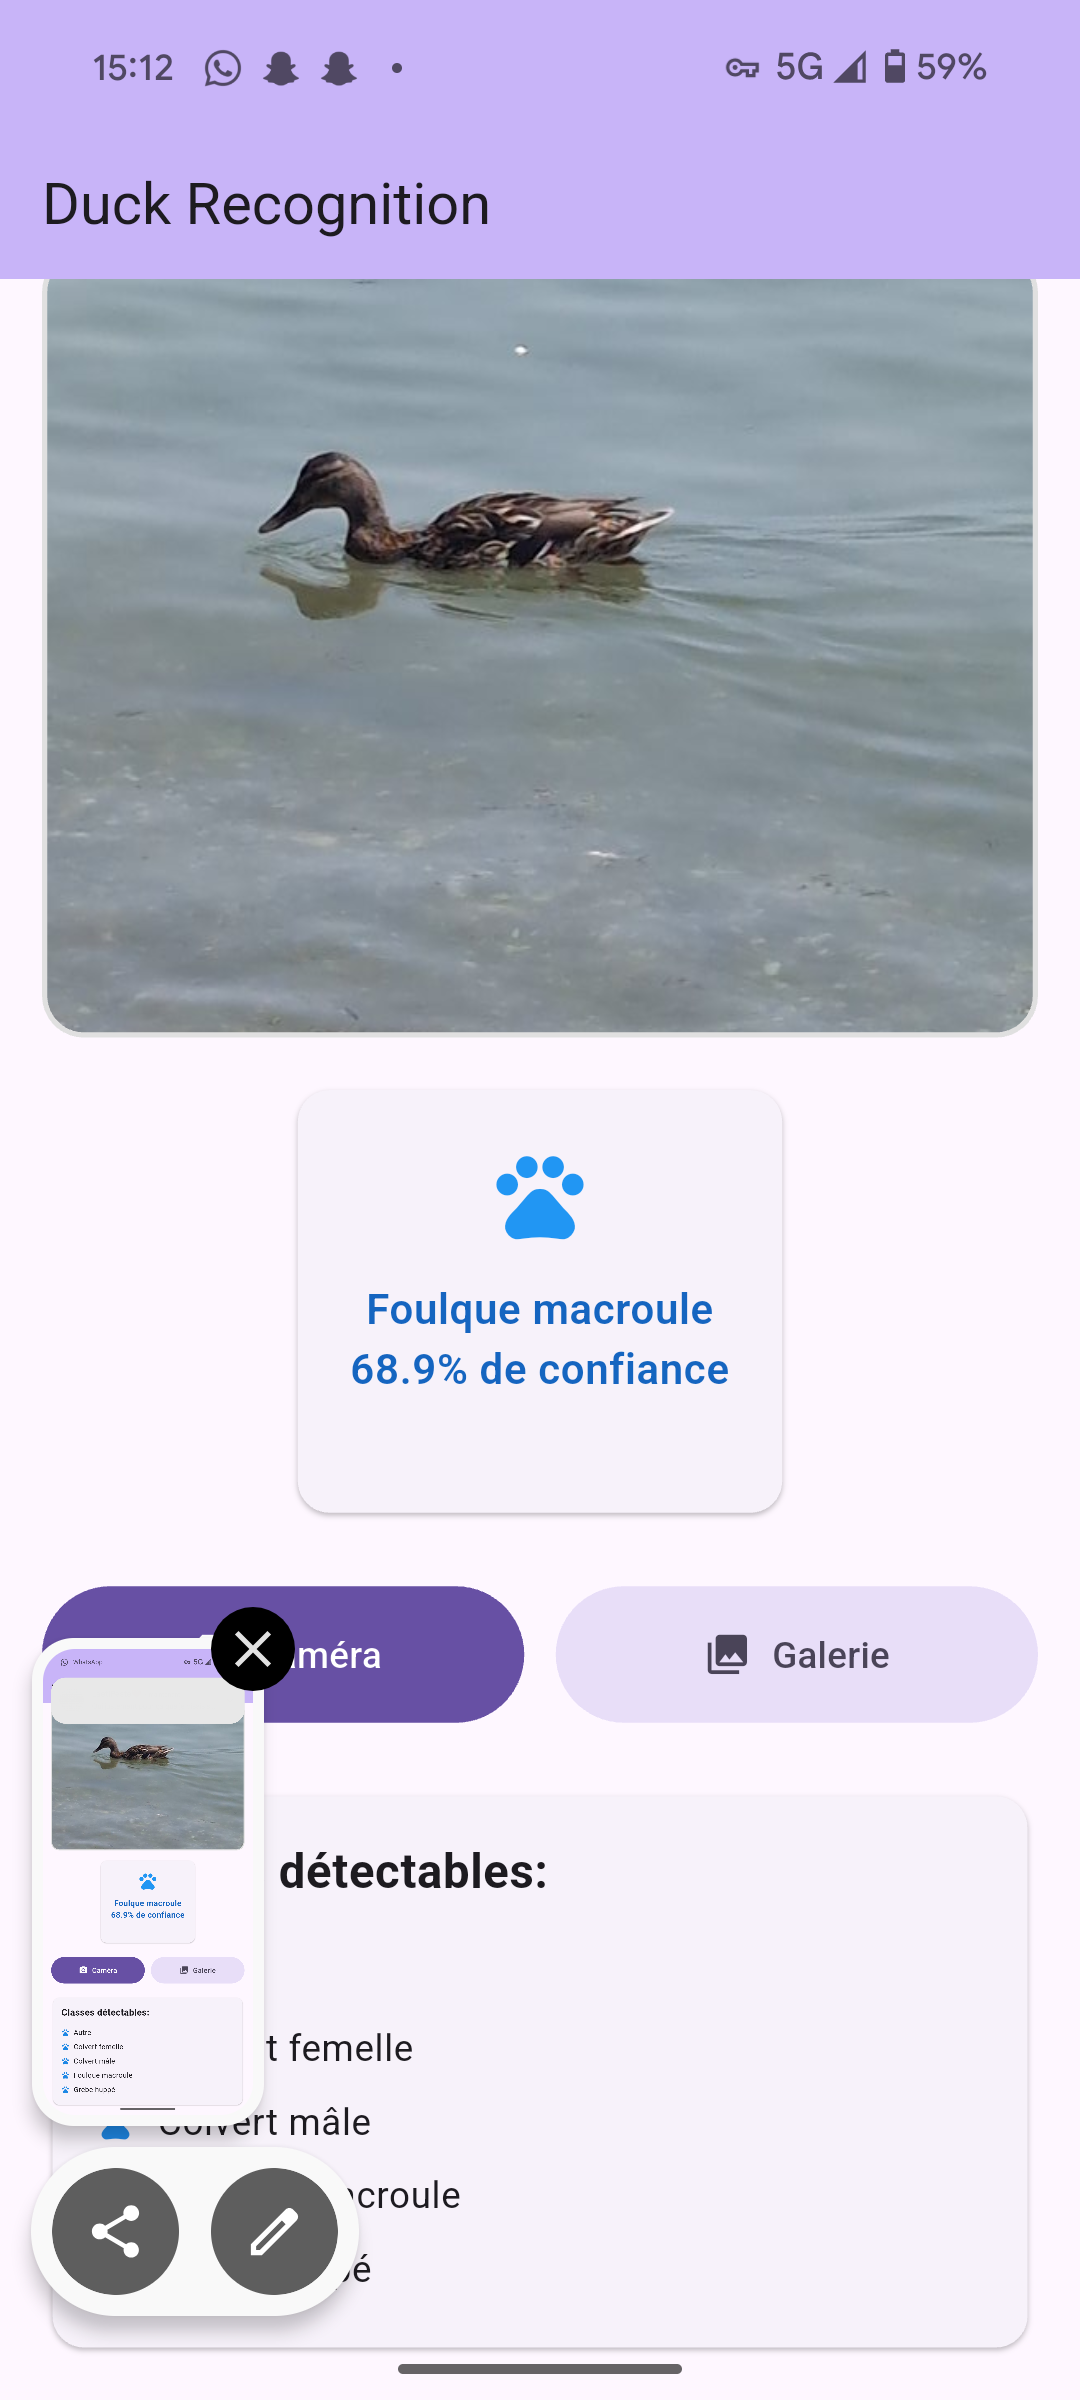 15:12
5G
59%
Duck Recognition
Foulque macroule
68.9% de confiance
méra
Galerie
WhatsApp
5G
Foulque macroule
68.9% de confiance
Caméra
Galerie
Classes détectables:
Autre
Colvert femelle
Colvert mâle
Foulque macroule
Grèbe huppé
détectables:
t femelle
Colvert mâle
croule
é